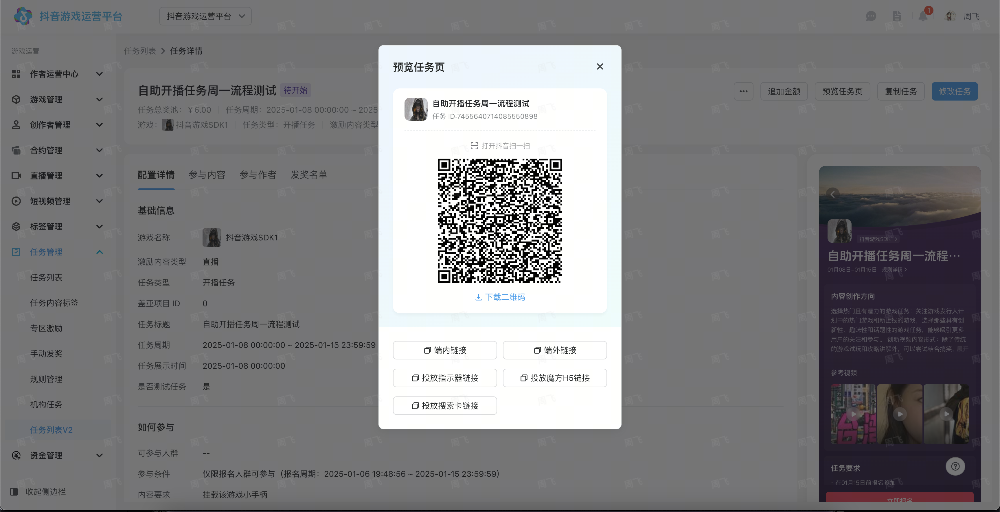 抖音游戏运营平台
抖音游戏运营平台
1
周飞
游戏运营
作者运营中心
游戏管理
创作者管理
合约管理
直播管理
短视频管理
标签管理
任务管理
任务列表
任务内容标签
专区激励
手动发奖
规则管理
机构任务
任务列表V2
资金管理
收起侧边栏
任务列表 > 任务详情
自助开播任务周一流程测试 待开始
任务总奖池：￥6.00 任务周期：2025-01-08 00:00:00 ~ 2025
游戏： 抖音游戏SDK1 任务类型：开播任务 激励内容类型
追加金额 预览任务页 复制任务 修改任务
配置详情 参与内容 参与作者 发奖名单
基础信息
游戏名称 抖音游戏SDK1
激励内容类型 直播
任务类型 开播任务
盖亚项目 ID 0
任务标题 自助开播任务周一流程测试
任务周期 2025-01-08 00:00:00 ~ 2025-01-15 23:59:59
任务展示时间 2025-01-08 00:00:00
是否测试任务 是
如何参与
可参与人群 --
参与条件 仅限报名人群可参与（报名周期：2025-01-06 19:48:56 ~ 2025-01-15 23:59:59）
内容要求 挂载该游戏小手柄
预览任务页
自助开播任务周一流程测试
任务 ID:7455640714085550898
打开抖音扫一扫
下载二维码
端内链接 端外链接
投放指示器链接 投放魔方H5链接
投放搜索卡链接
抖音游戏SDK1 >
自助开播任务周一流程...
01月08日-01月15日 | 规则详情 >
内容创作方向
选择热门且有潜力的游戏任务：关注游戏发行人计
划中的热门游戏和新上线的游戏，选择那些具有创
新性、趣味性和话题性的游戏任务，能够吸引更多
用户的关注和参与。 创新视频内容形式：除了传统
的游戏试玩和攻略讲解外，可以尝试结合搞笑、展开
参考视频
任务要求
· 在01月15日前报名参加
立即报名